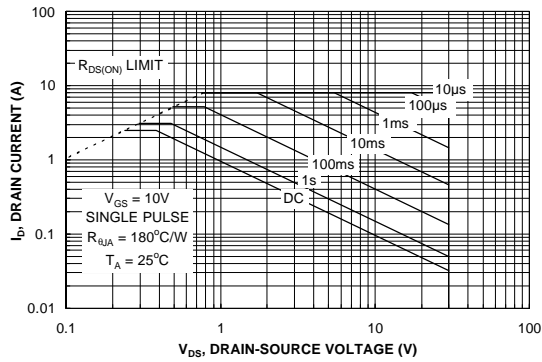 100
10
1
0.1
0.01
I_D, DRAIN CURRENT (A)
R_DS(ON) LIMIT
10µs
100µs
1ms
10ms
100ms
1s
DC
V_GS = 10V
SINGLE PULSE
R_θJA = 180°C/W
T_A = 25°C
0.1 1 10 100
V_DS, DRAIN-SOURCE VOLTAGE (V)